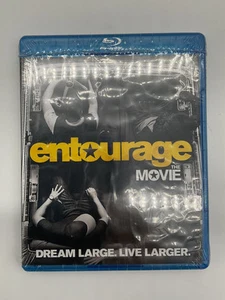 entourage
THE
MOVIE
DREAM LARGE. LIVE LARGER.